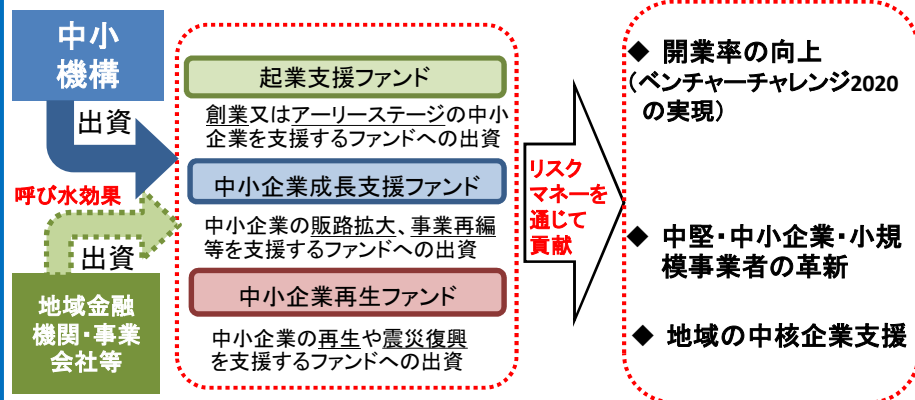 中小
機構
出資
呼び水効果
出資
地域金融
機関・事業
会社等
起業支援ファンド
創業又はアーリーステージの中小
企業を支援するファンドへの出資
中小企業成長支援ファンド
中小企業の販路拡大、事業再編
等を支援するファンドへの出資
中小企業再生ファンド
中小企業の再生や震災復興
を支援するファンドへの出資
リスク
マネーを
通じて
貢献
◆ 開業率の向上
(ベンチャーチャレンジ2020
の実現)
◆ 中堅・中小企業・小規
模事業者の革新
◆ 地域の中核企業支援